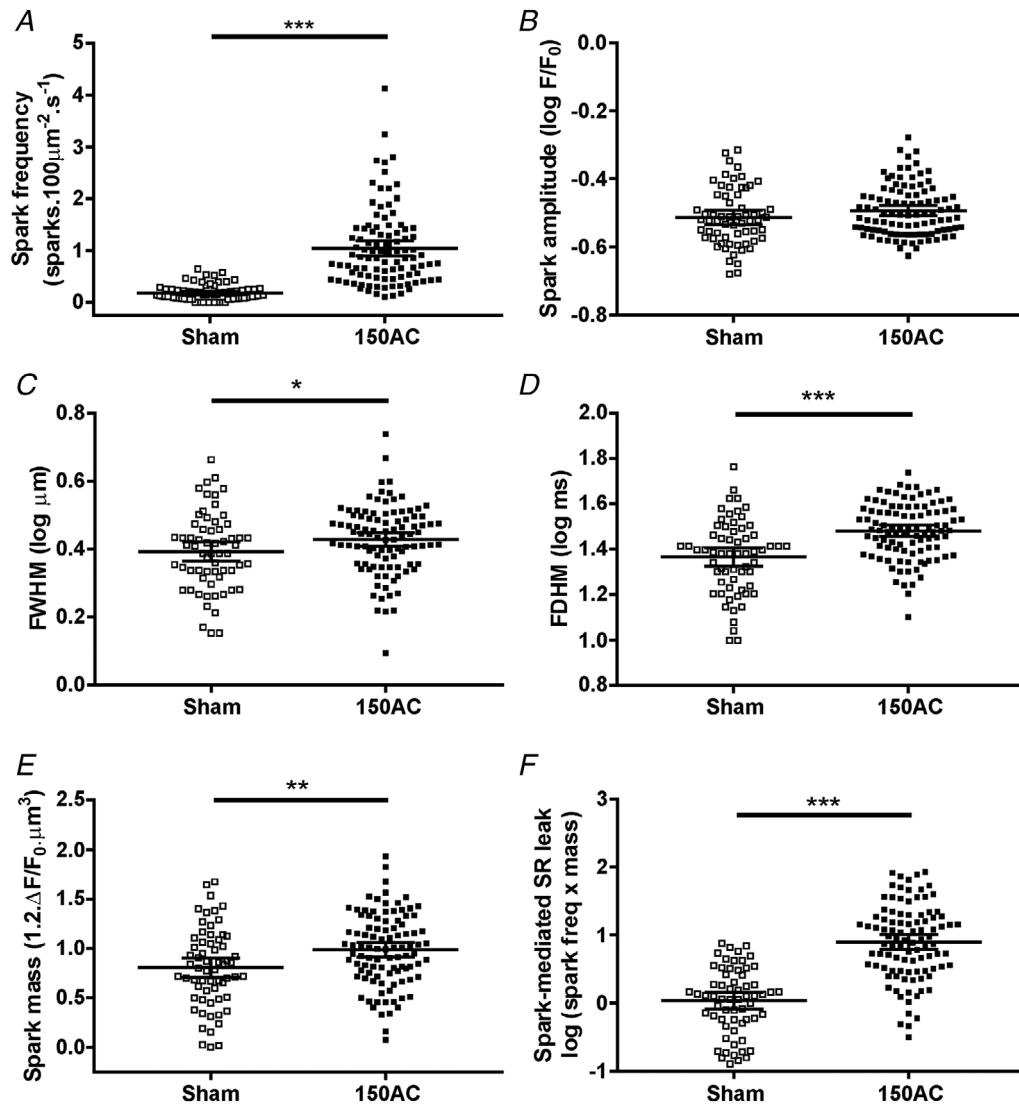 A
***
Spark frequency
(sparks.100μm⁻².s⁻¹)
5
4
3
2
1
0
Sham
150AC
B
Spark amplitude (log F/F₀)
0.0
-0.2
-0.4
-0.6
-0.8
Sham
150AC
C
*
FWHM (log μm)
0.8
0.6
0.4
0.2
0.0
Sham
150AC
D
***
FDHM (log ms)
2.0
1.8
1.6
1.4
1.2
1.0
0.8
Sham
150AC
E
**
Spark mass (1.2.ΔF/F₀.μm³)
2.5
2.0
1.5
1.0
0.5
0.0
Sham
150AC
F
***
Spark-mediated SR leak
log (spark freq x mass)
3
2
1
0
-1
Sham
150AC